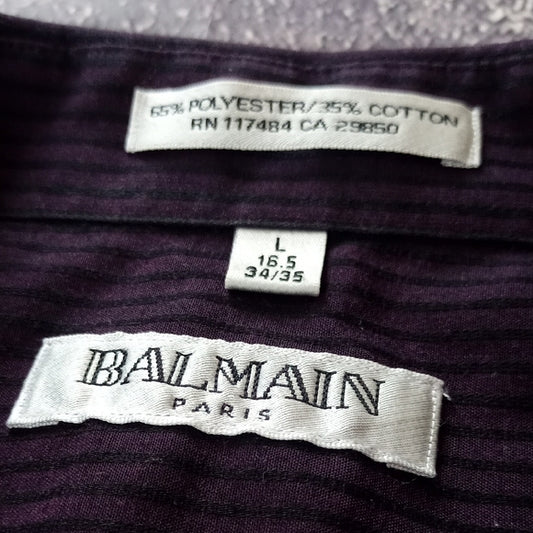 65% POLYESTER/35% COTTON
RN 117484 CA 29850
L
16.5
34/35
BALMAIN
PARIS